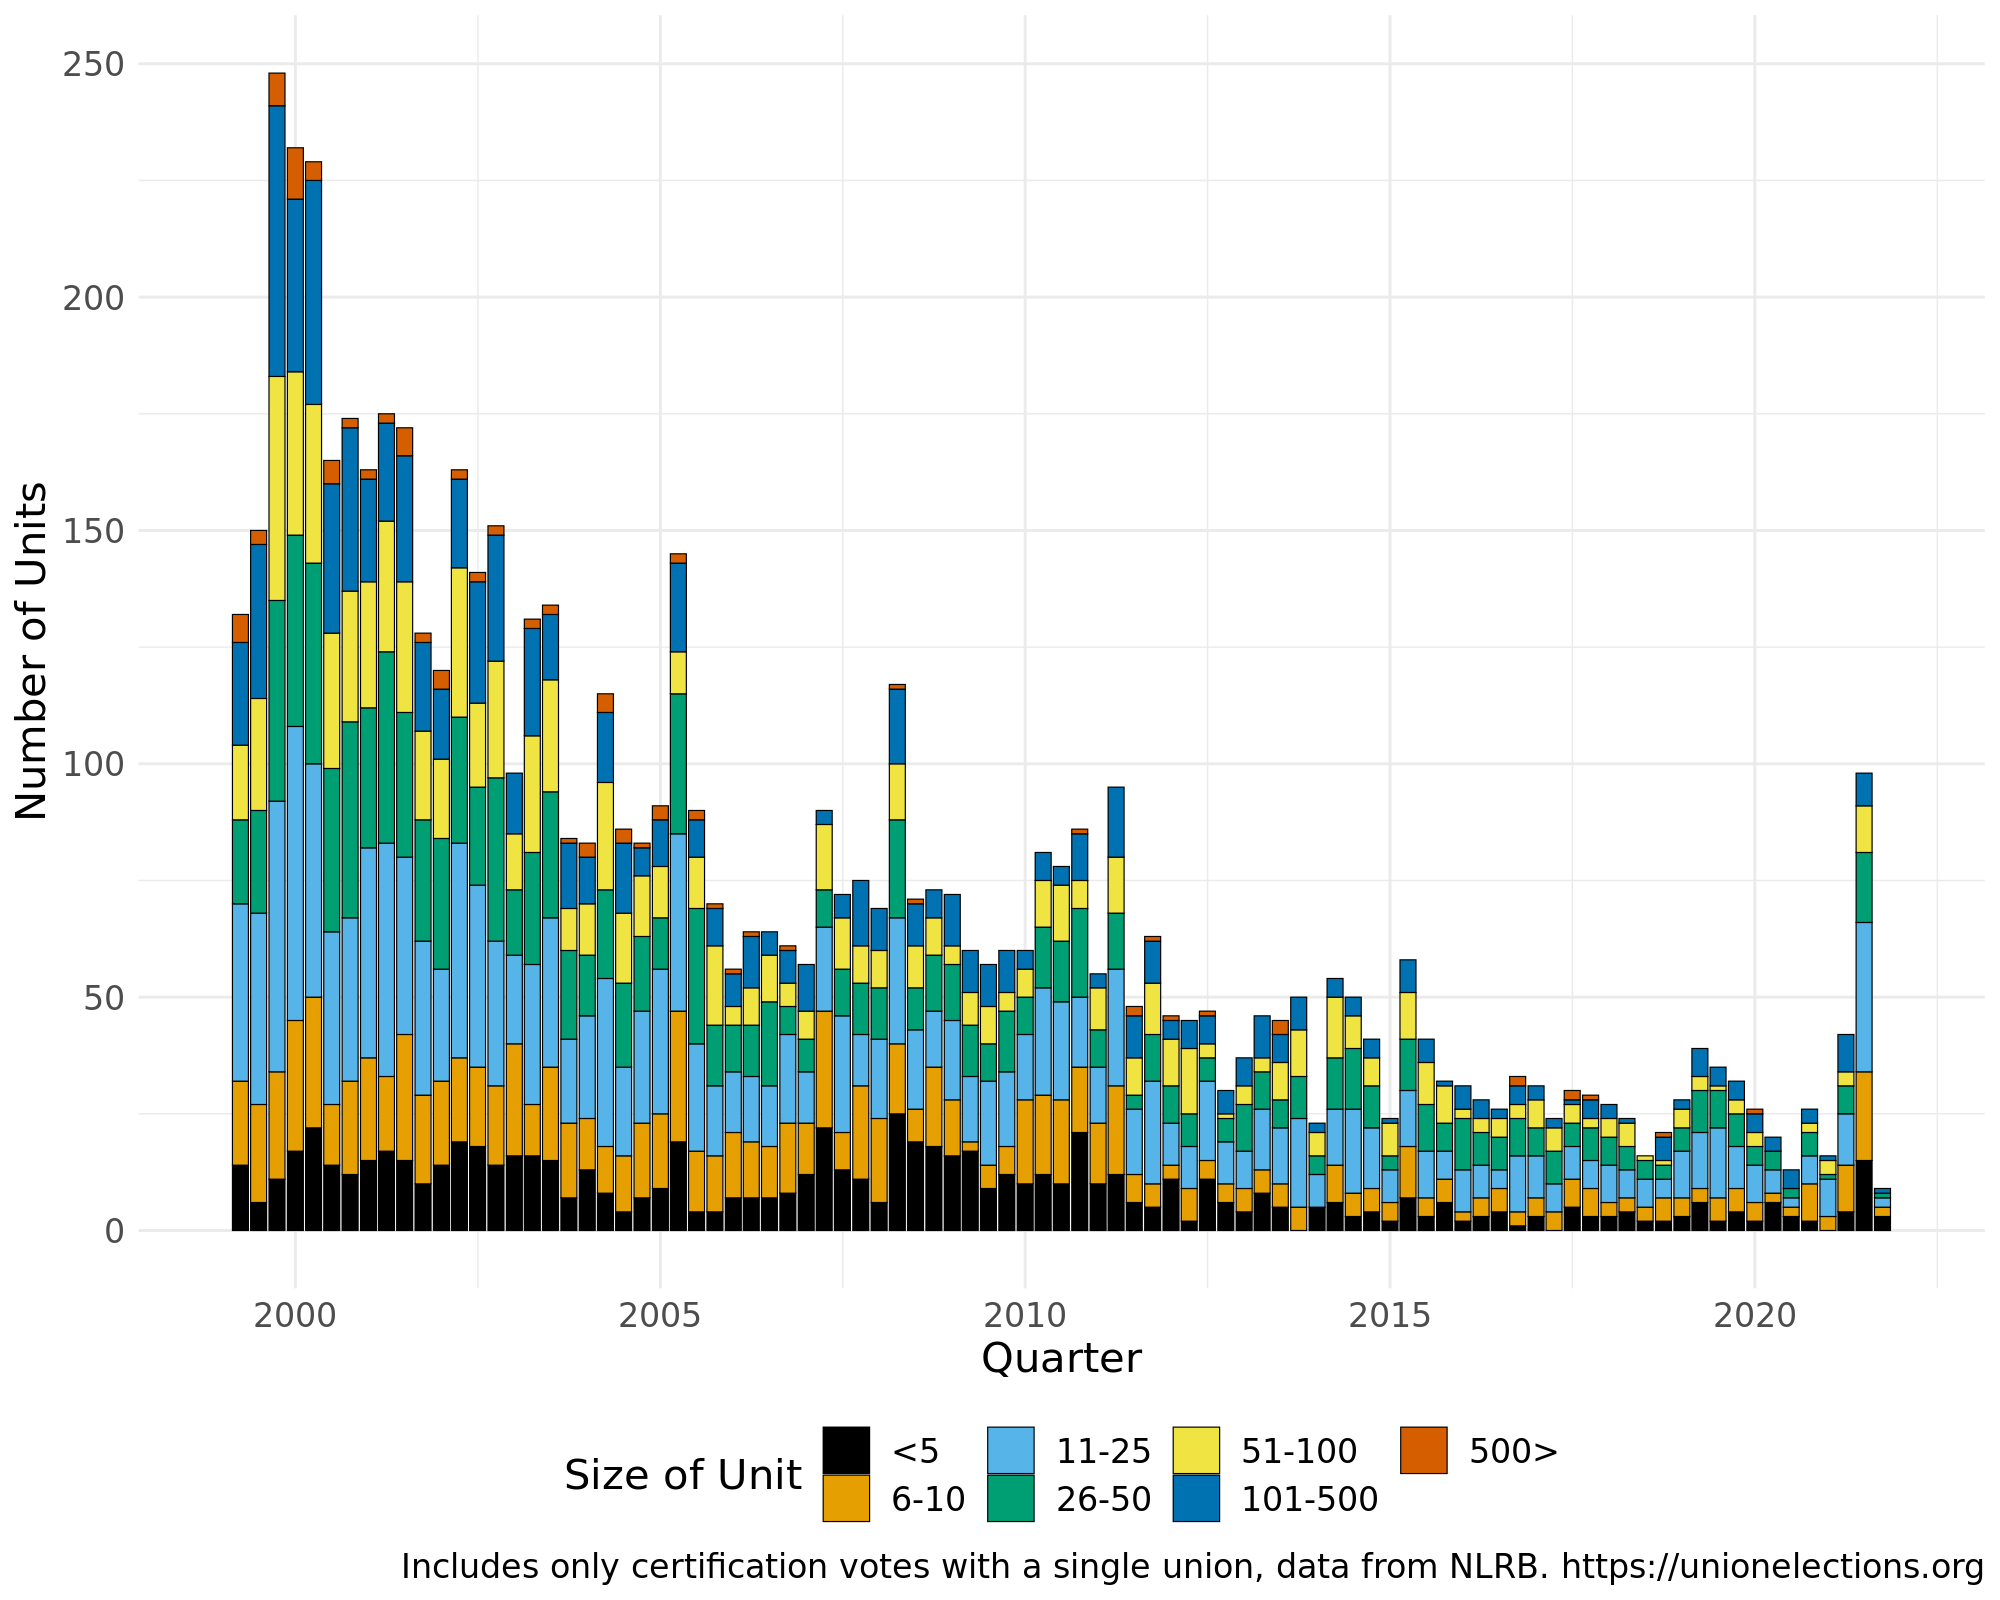 250
200
150
100
50
0
Number of Units
2000 2005 2010 2015 2020
Quarter
Size of Unit
<5 11-25 51-100 500>
6-10 26-50 101-500
Includes only certification votes with a single union, data from NLRB. https://unionelections.org